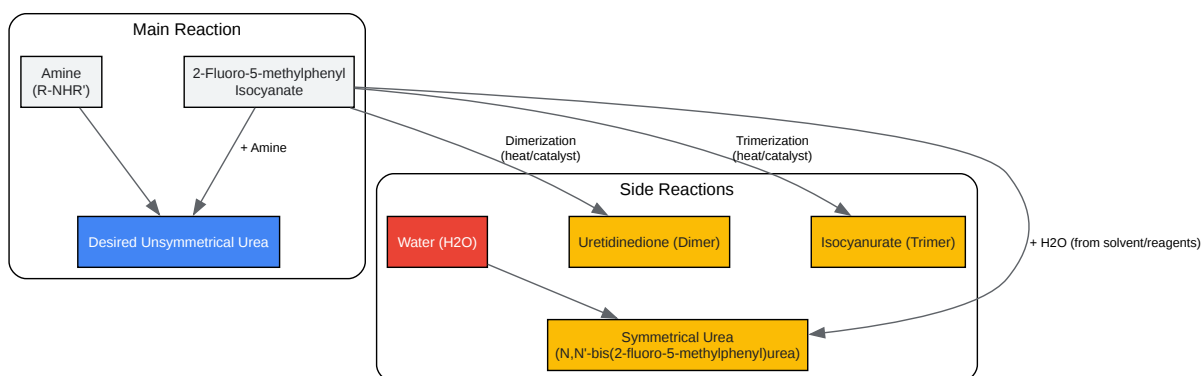 Main Reaction
Amine
(R-NHR')
2-Fluoro-5-methylphenyl
Isocyanate
+ Amine
Desired Unsymmetrical Urea
Dimerization
(heat/catalyst)
Trimerization
(heat/catalyst)
Side Reactions
Water (H2O)
Uretidinedione (Dimer)
Isocyanurate (Trimer)
+ H2O (from solvent/reagents)
Symmetrical Urea
(N,N'-bis(2-fluoro-5-methylphenyl)urea)